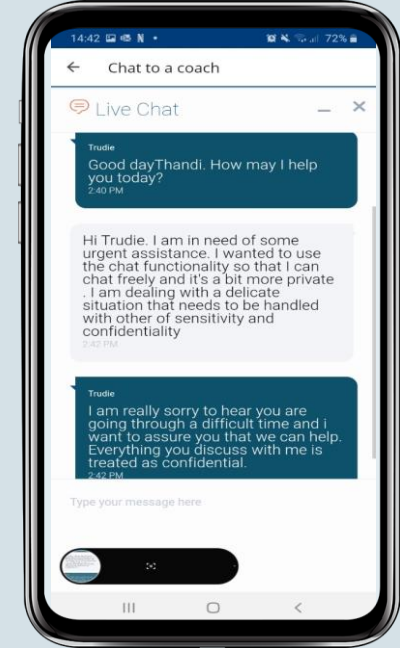 14:42 N • 72%
← Chat to a coach
Live Chat
Trudie
Good dayThandi. How may I help
you today?
2:40 PM
Hi Trudie. I am in need of some
urgent assistance. I wanted to use
the chat functionality so that I can
chat freely and it's a bit more private
. I am dealing with a delicate
situation that needs to be handled
with other of sensitivity and
confidentiality
2:42 PM
Trudie
I am really sorry to hear you are
going through a difficult time and i
want to assure you that we can help.
Everything you discuss with me is
treated as confidential.
2:42 PM
Type your message here